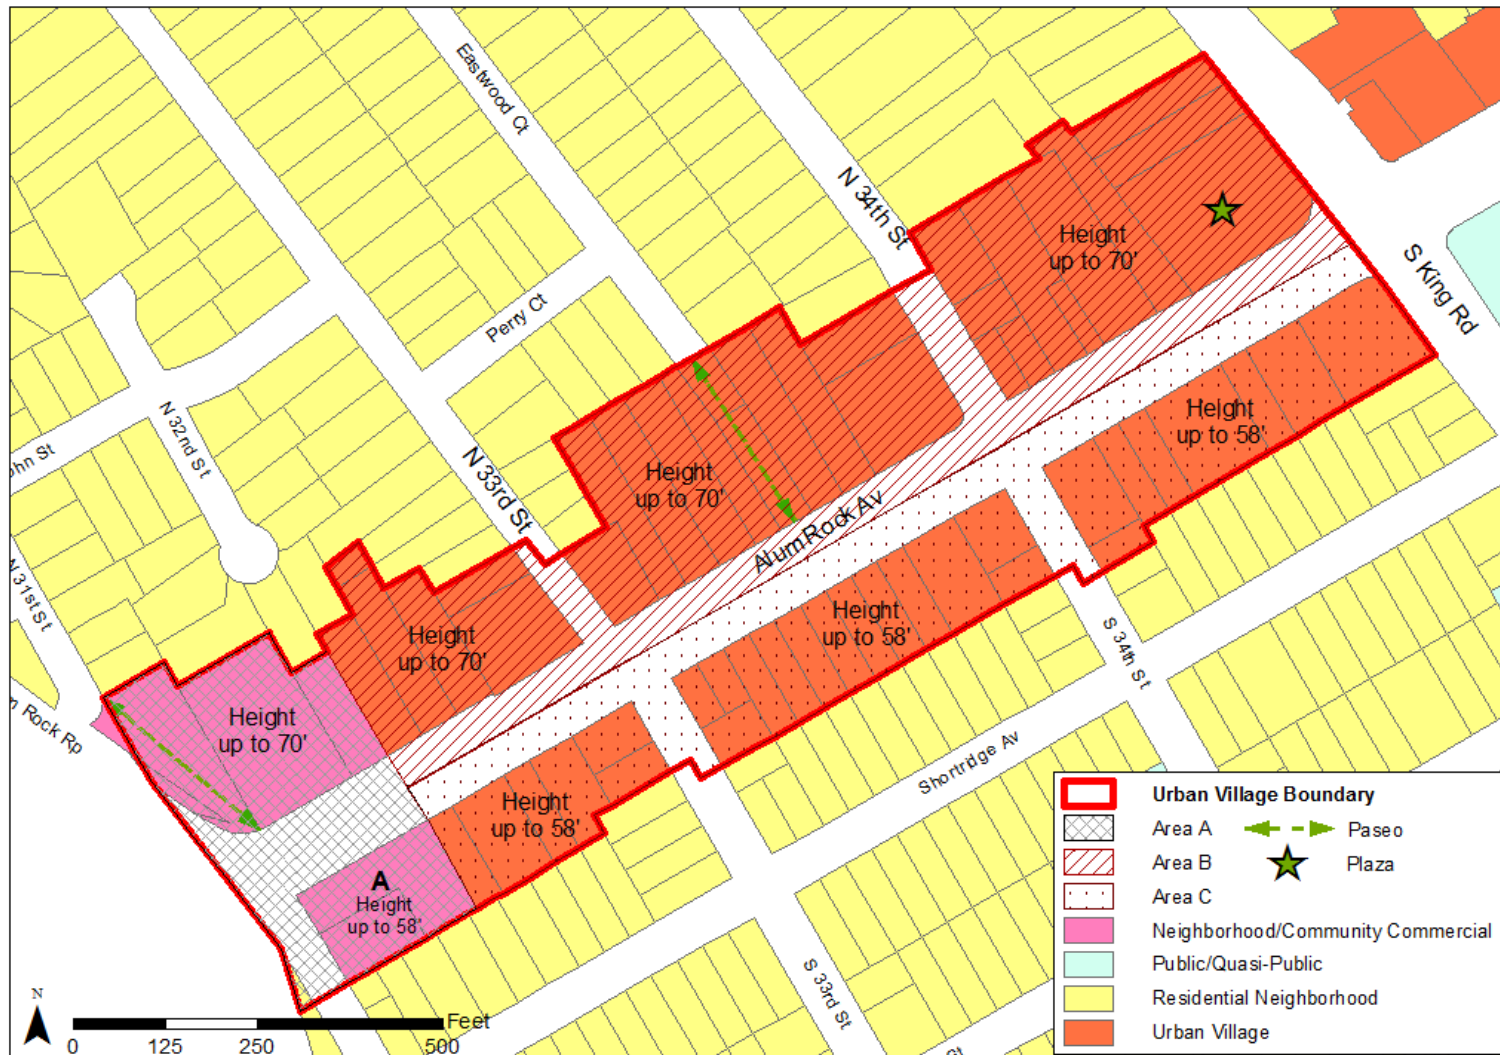 Eastwood Ct
N 34th St
Height
up to 70'
S King Rd
Perry Ct
N 32nd St
ohn St
N 33rd St
Height
up to 70'
Alum Rock Av
Height
up to 58'
N 31st St
Height
up to 70'
Height
up to 58'
S 34th St
n Rock Rp
Height
up to 70'
Height
up to 58'
Shortridge Av
A
Height
up to 58'
S 33rd St
Ct
Urban Village Boundary
Area A
Paseo
Area B
Plaza
Area C
Neighborhood/Community Commercial
Public/Quasi-Public
Residential Neighborhood
Urban Village
N
Feet
0 125 250 500